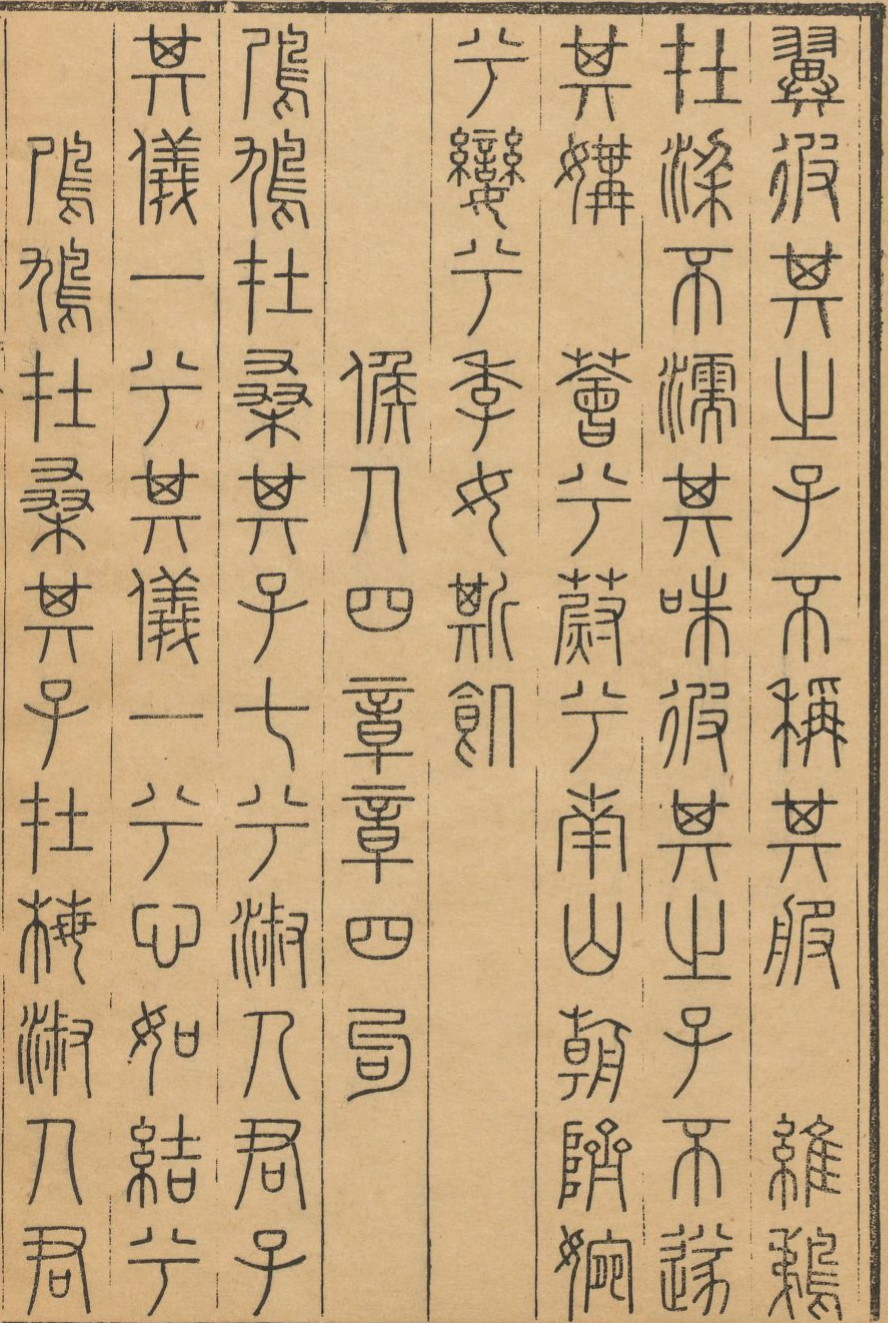 翼彼其之子不稱其服　維鵜
在梁不濡其咮彼其之子不遂
其媾　薈兮蔚兮南山朝隮婉
兮孌兮季女斯飢
候人四章章四句
鳲鳩在桑其子七兮淑人君子
其儀一兮其儀一兮心如結兮
鳲鳩在桑其子在梅淑人君